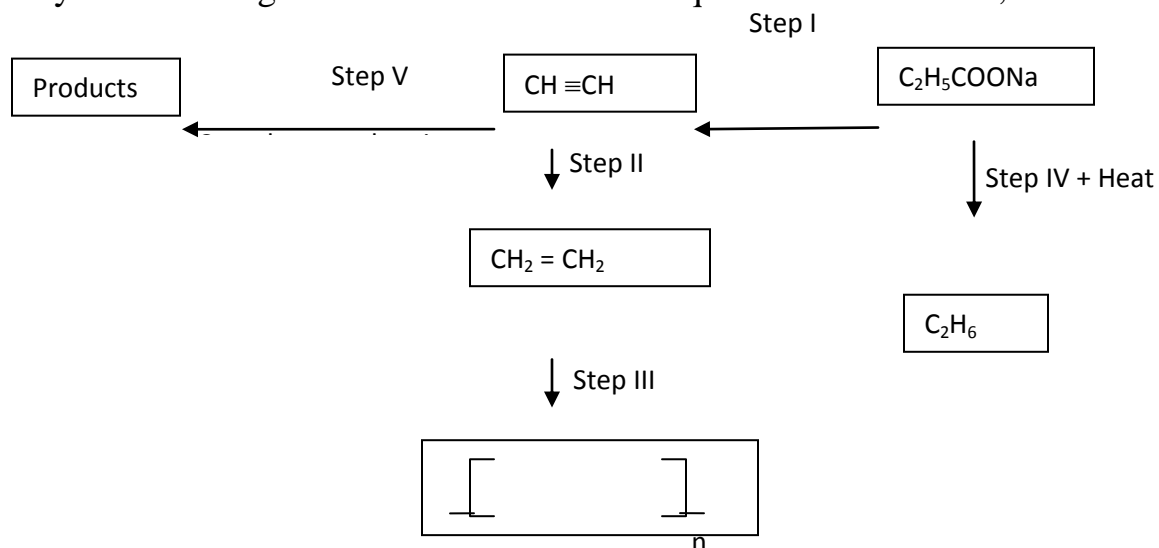 Step I
Products
Step V
CH ≡CH
C₂H₅COONa
Step II
Step IV + Heat
CH₂ = CH₂
C₂H₆
Step III
n